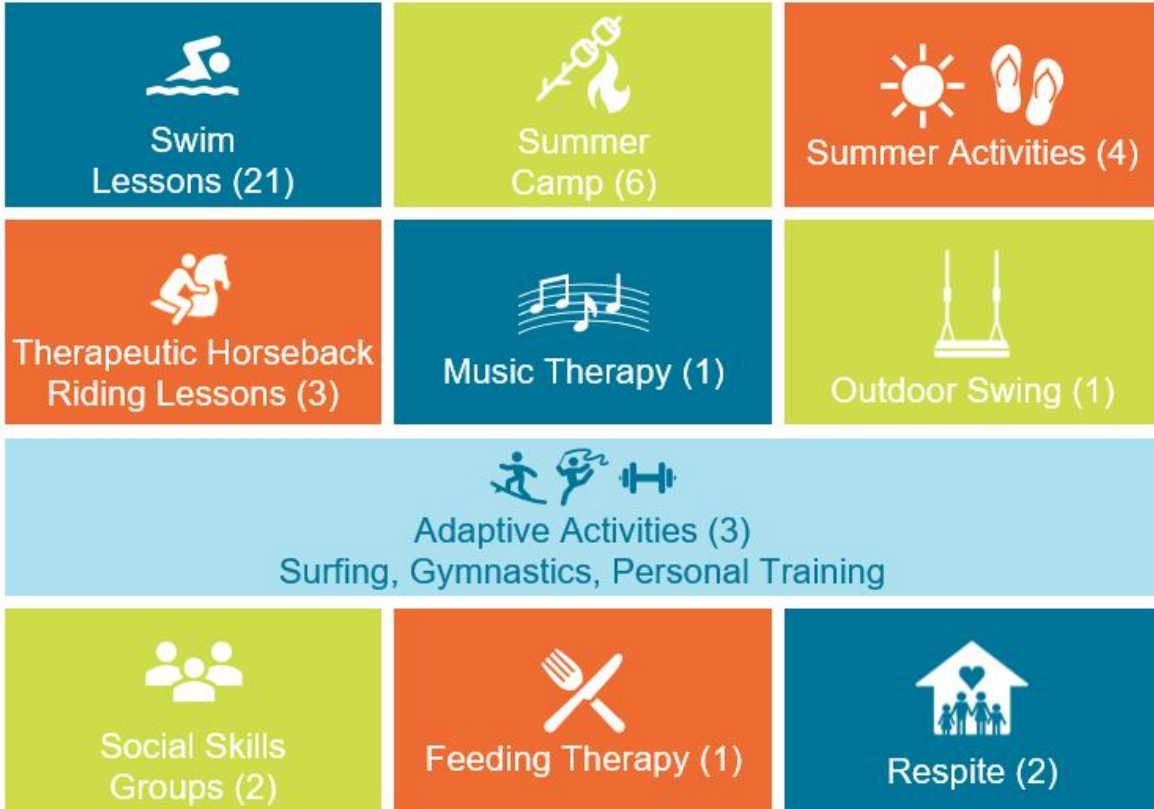 Swim
Lessons (21)
Summer
Camp (6)
Summer Activities (4)
Therapeutic Horseback
Riding Lessons (3)
Music Therapy (1)
Outdoor Swing (1)
Adaptive Activities (3)
Surfing, Gymnastics, Personal Training
Social Skills
Groups (2)
Feeding Therapy (1)
Respite (2)